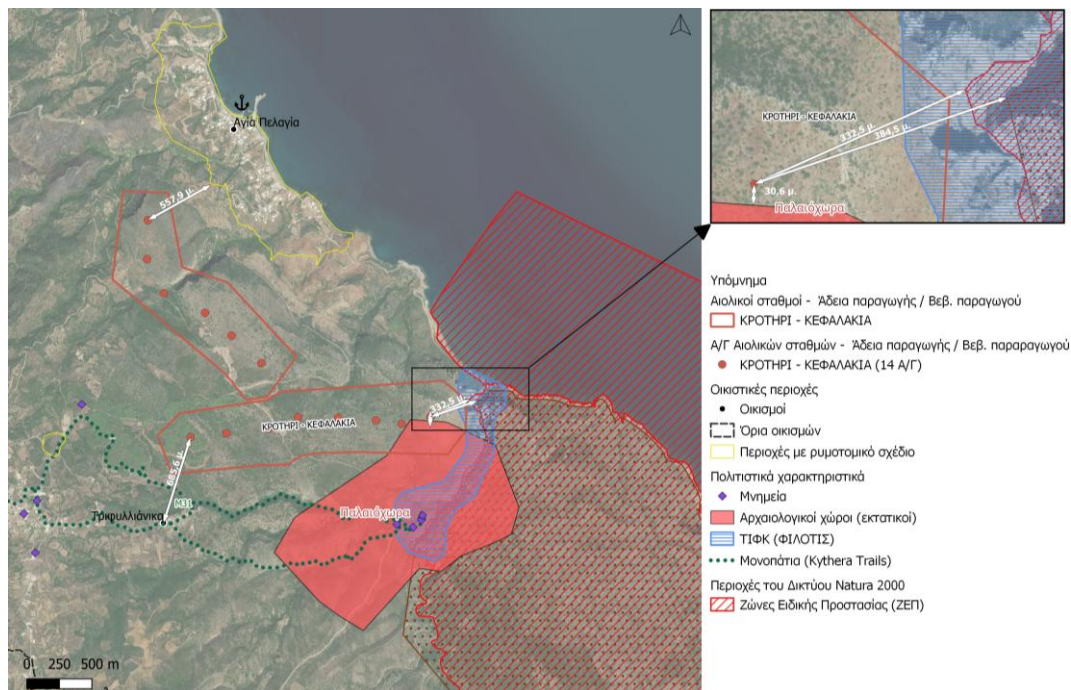 Αγία Πελαγία
557,9 μ.
332,5 μ.
ΚΡΟΤΗΡΙ - ΚΕΦΑΛΑΚΙΑ
685,6 μ.
M31
Τριφυλλιάνικα
Παλαιόχωρα
0 250 500 m
ΚΡΟΤΗΡΙ - ΚΕΦΑΛΑΚΙΑ
332,5 μ.
384,5 μ.
30,6 μ.
Παλαιόχωρα
Υπόμνημα
Αιολικοί σταθμοί - Άδεια παραγωγής / Βεβ. παραγωγού
ΚΡΟΤΗΡΙ - ΚΕΦΑΛΑΚΙΑ
Α/Γ Αιολικών σταθμών - Άδεια παραγωγής / Βεβ. παραραγωγού
ΚΡΟΤΗΡΙ - ΚΕΦΑΛΑΚΙΑ (14 Α/Γ)
Οικιστικές περιοχές
Οικισμοί
Όρια οικισμών
Περιοχές με ρυμοτομικό σχέδιο
Πολιτιστικά χαρακτηριστικά
Μνημεία
Αρχαιολογικοί χώροι (εκτατικοί)
ΤΙΦΚ (ΦΙΛΟΤΙΣ)
Μονοπάτια (Kythera Trails)
Περιοχές του Δικτύου Natura 2000
Ζώνες Ειδικής Προστασίας (ΖΕΠ)